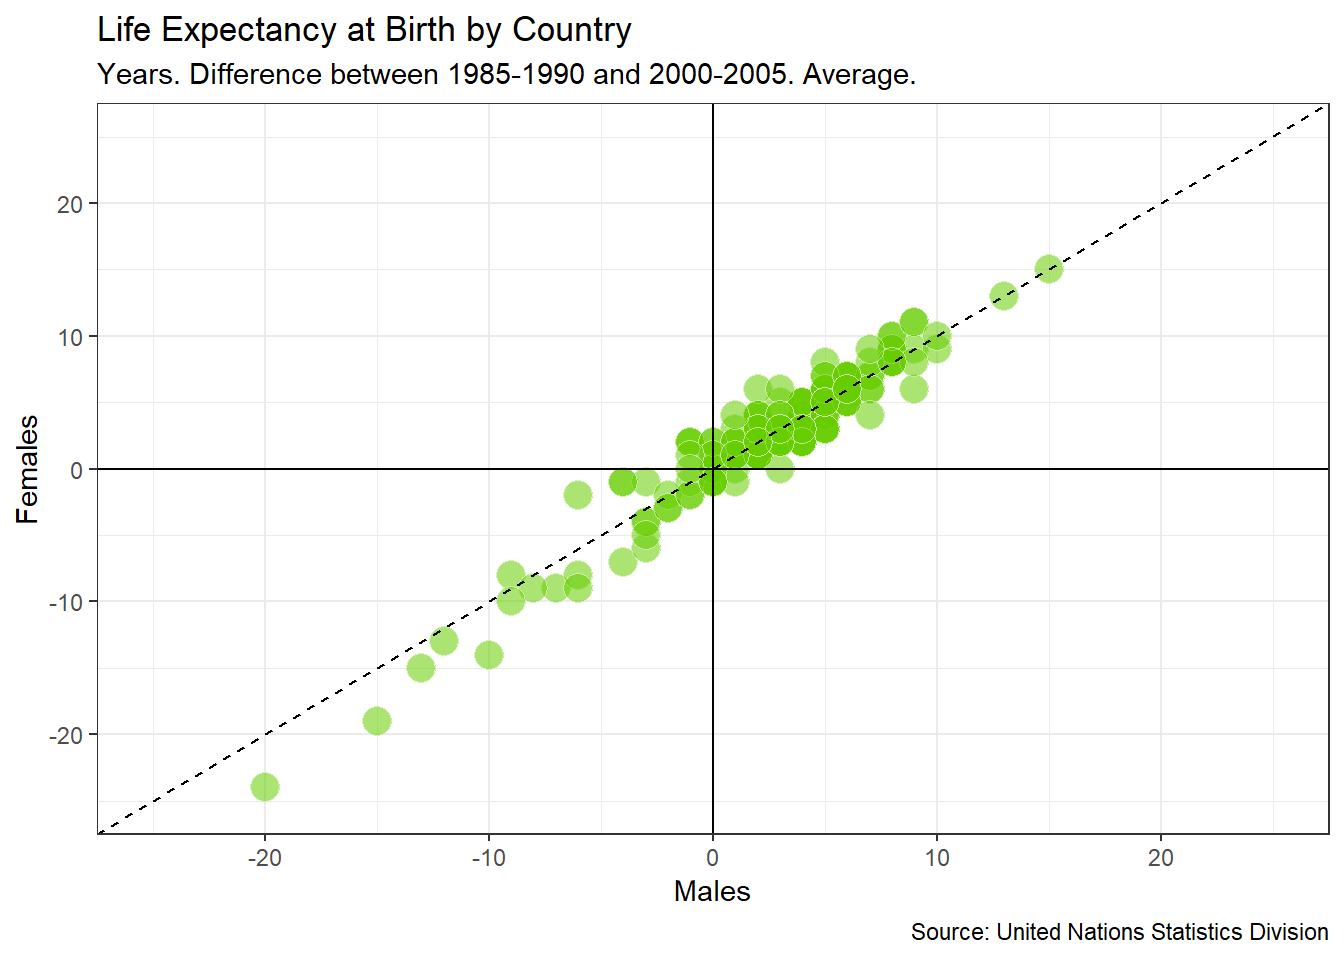 Life Expectancy at Birth by Country
Years. Difference between 1985-1990 and 2000-2005. Average.
20
10
0
-10
-20
Females
-20 -10 0 10 20
Males
Source: United Nations Statistics Division